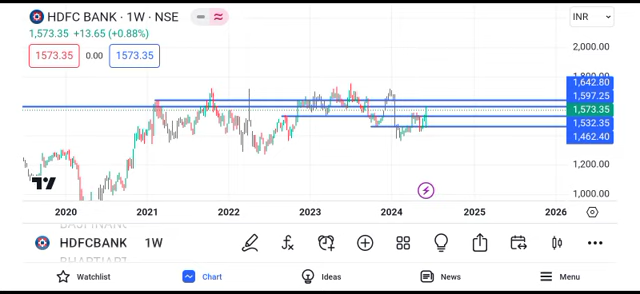 HDFC BANK · 1W · NSE
INR
1,573.35 +13.65 (+0.88%)
1573.35 0.00 1573.35
2,000.00
1,800.00
1,642.80
1,597.25
1,573.35
1,532.35
1,462.40
1,200.00
1,000.00
2020 2021 2022 2023 2024 2025 2026
HDFCBANK 1W
Watchlist Chart Ideas News Menu